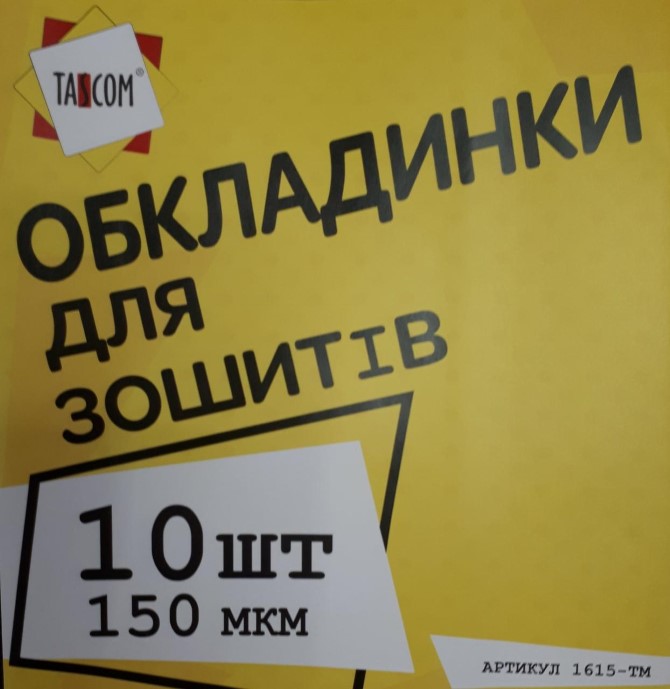 TASCOM®
ОБКЛАДИНКИ
ДЛЯ
ЗОШИТІВ
10 шт
150 мкм
АРТИКУЛ 1615-ТМ